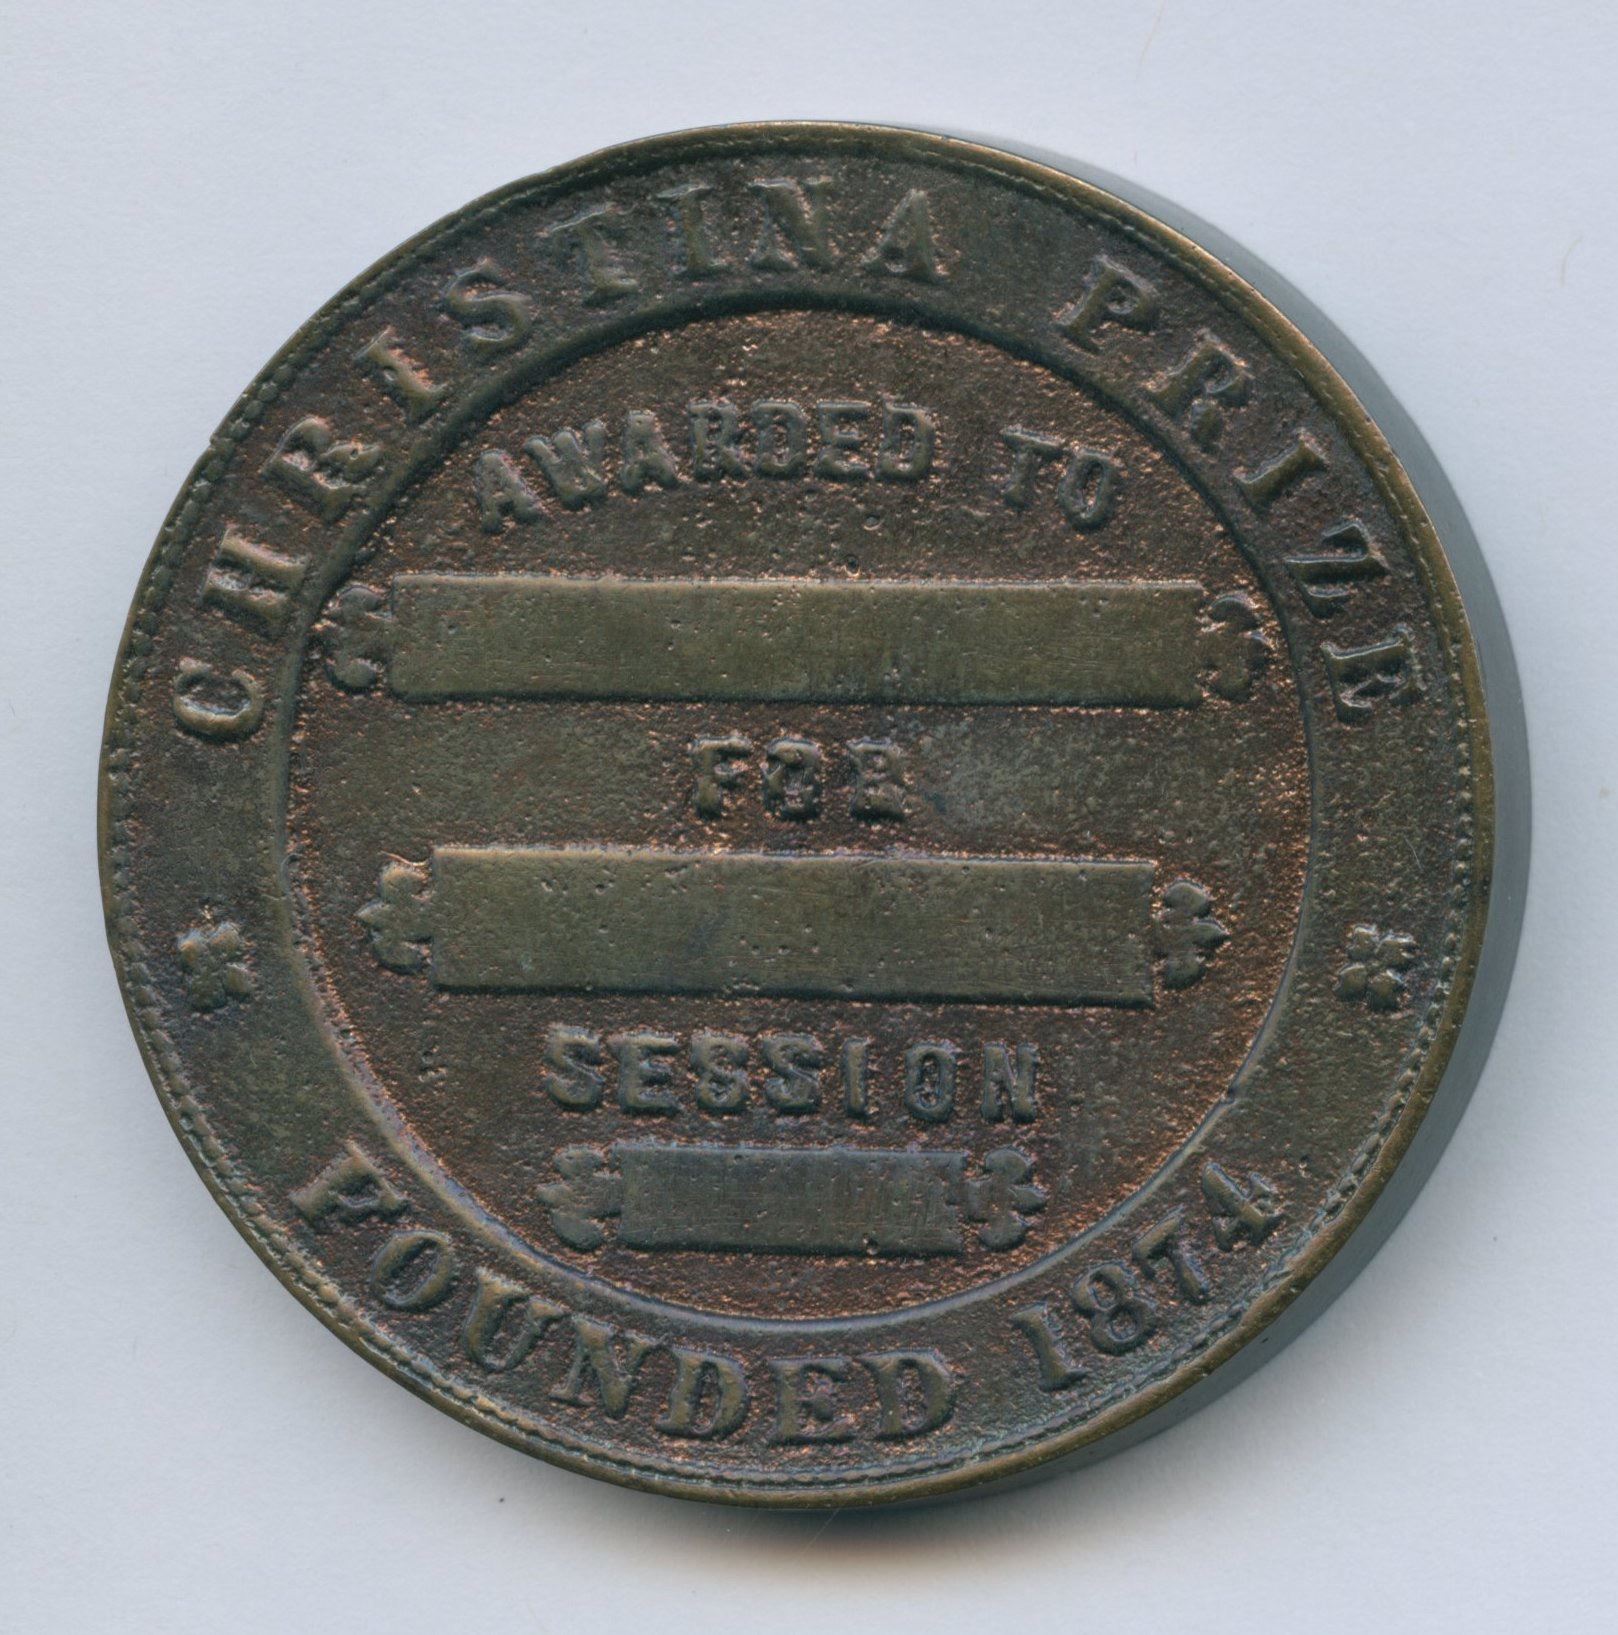 CHRISTINA PRIZE
AWARDED TO
FOR
SESSION
FOUNDED 1874